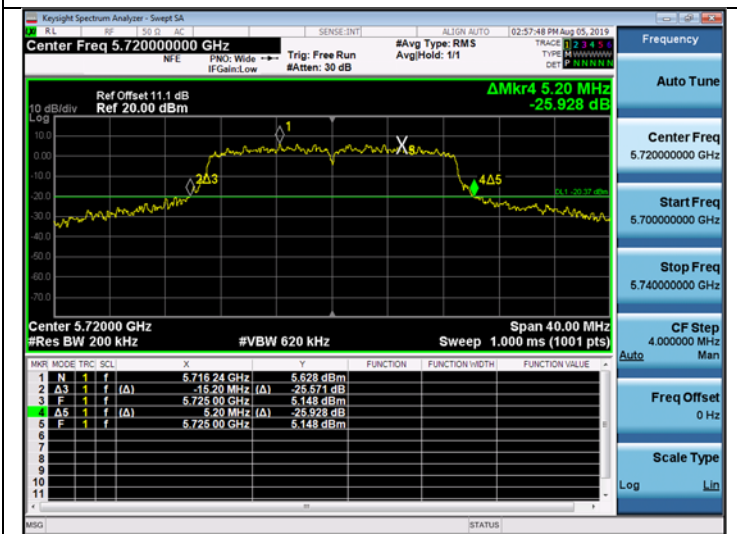 Keysight Spectrum Analyzer - Swept SA
RL RF 50 Ω AC SENSE:INT ALIGN AUTO 02:57:48 PM Aug 05, 2019
Center Freq 5.720000000 GHz
NFE PNO: Wide Trig: Free Run #Avg Type: RMS TRACE 1 2 3 4 5 6
IFGain:Low #Atten: 30 dB Avg|Hold: 1/1 TYPE M
DET P N N N N N
Frequency
Auto Tune
Center Freq
5.720000000 GHz
Start Freq
5.700000000 GHz
Stop Freq
5.740000000 GHz
CF Step
4.000000 MHz
Auto Man
Freq Offset
0 Hz
Scale Type
Log Lin
Ref Offset 11.1 dB ΔMkr4 5.20 MHz
10 dB/div Ref 20.00 dBm -25.928 dB
Log
10.0
0.00
-10.0
-20.0
-30.0
-40.0
-50.0
-60.0
-70.0
1
2Δ3
4Δ5
DL1 -20.37 dBm
Center 5.72000 GHz Span 40.00 MHz
#Res BW 200 kHz #VBW 620 kHz Sweep 1.000 ms (1001 pts)
MKR MODE TRC SCL X Y FUNCTION FUNCTION WIDTH FUNCTION VALUE
1 N 1 f 5.716 24 GHz 5.628 dBm
2 Δ3 1 f (Δ) -15.20 MHz (Δ) -25.571 dB
3 F 1 f 5.725 00 GHz 5.148 dBm
4 Δ5 1 f (Δ) 5.20 MHz (Δ) -25.928 dB
5 F 1 f 5.725 00 GHz 5.148 dBm
6
7
8
9
10
11
MSG STATUS